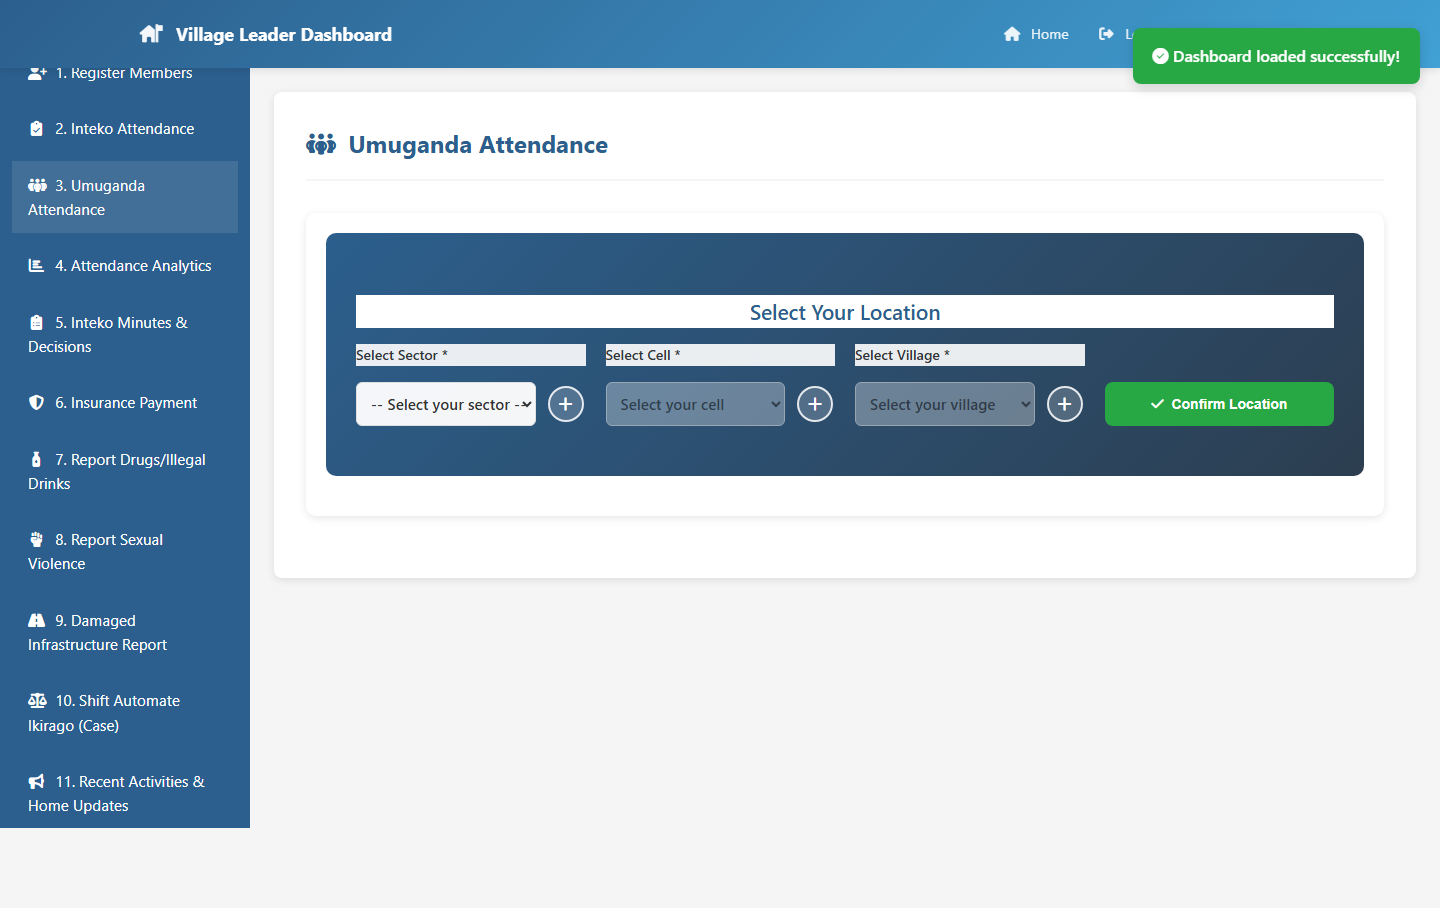 Village Leader Dashboard
Home
Dashboard loaded successfully!
1. Register Members
2. Inteko Attendance
3. Umuganda
Attendance
4. Attendance Analytics
5. Inteko Minutes &
Decisions
6. Insurance Payment
7. Report Drugs/Illegal
Drinks
8. Report Sexual
Violence
9. Damaged
Infrastructure Report
10. Shift Automate
Ikirago (Case)
11. Recent Activities &
Home Updates
Umuganda Attendance
Select Your Location
Select Sector *
Select Cell *
Select Village *
-- Select your sector --
Select your cell
Select your village
Confirm Location